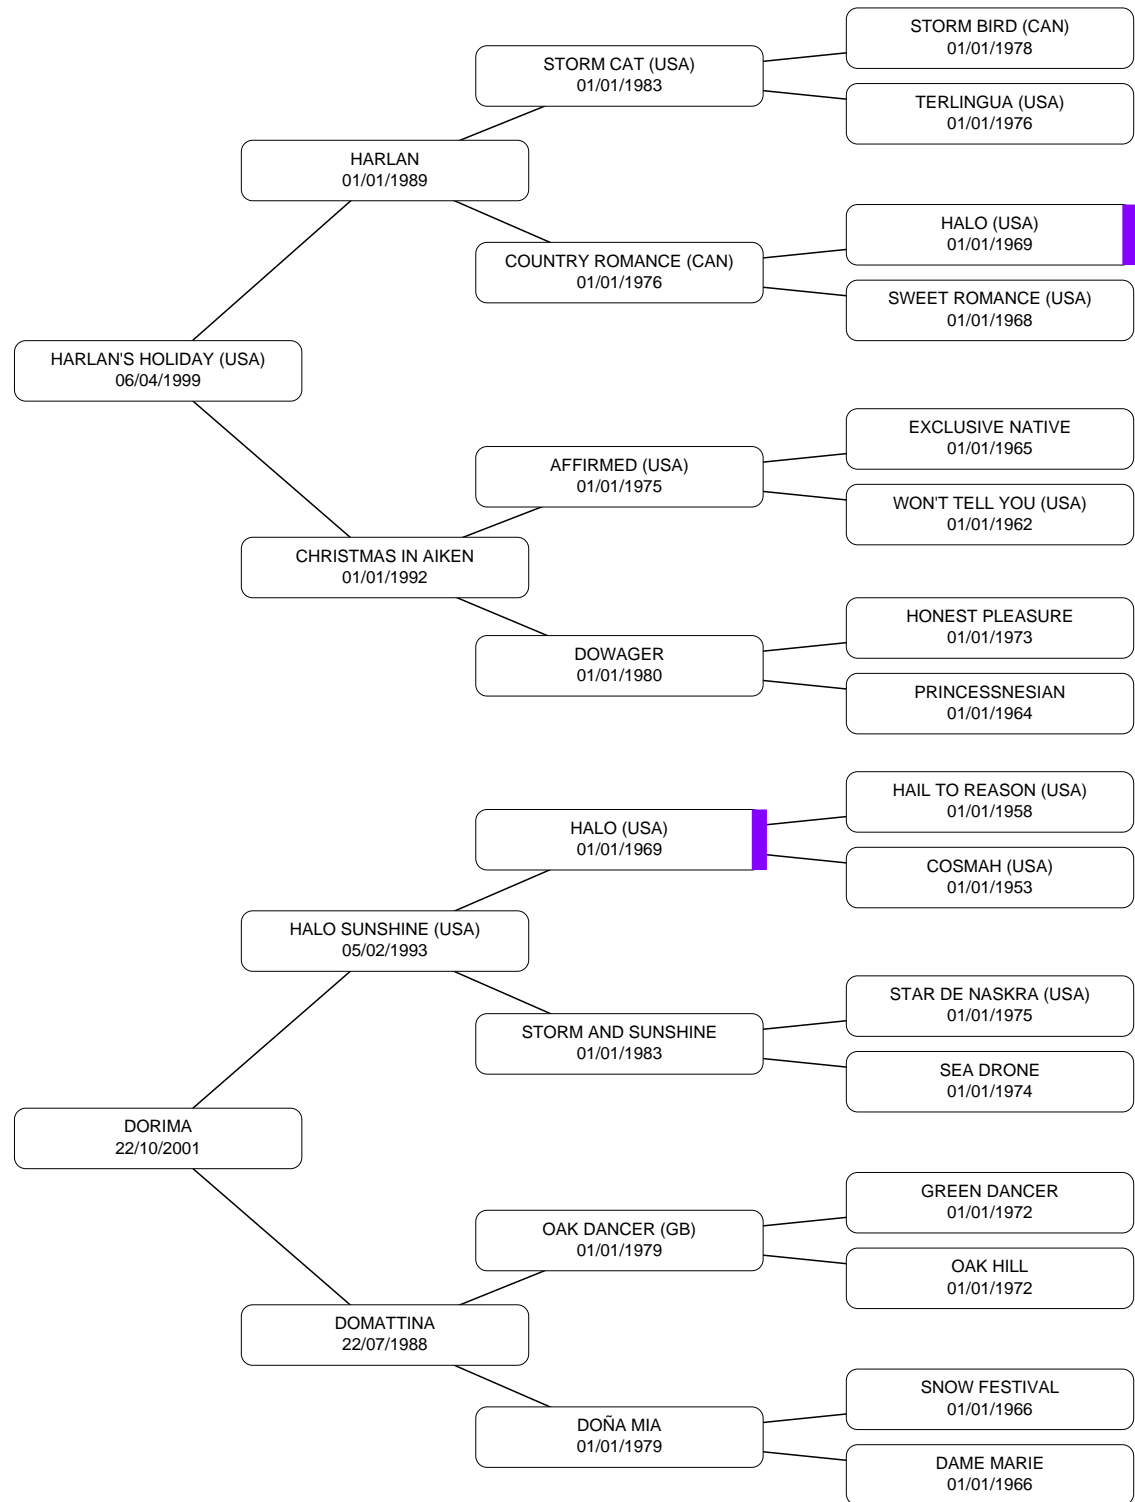 STORM BIRD (CAN)
01/01/1978
STORM CAT (USA)
01/01/1983
TERLINGUA (USA)
01/01/1976
HARLAN
01/01/1989
HALO (USA)
01/01/1969
COUNTRY ROMANCE (CAN)
01/01/1976
SWEET ROMANCE (USA)
01/01/1968
HARLAN'S HOLIDAY (USA)
06/04/1999
EXCLUSIVE NATIVE
01/01/1965
AFFIRMED (USA)
01/01/1975
WON'T TELL YOU (USA)
01/01/1962
CHRISTMAS IN AIKEN
01/01/1992
HONEST PLEASURE
01/01/1973
DOWAGER
01/01/1980
PRINCESSNESIAN
01/01/1964
HAIL TO REASON (USA)
01/01/1958
HALO (USA)
01/01/1969
COSMAH (USA)
01/01/1953
HALO SUNSHINE (USA)
05/02/1993
STAR DE NASKRA (USA)
01/01/1975
STORM AND SUNSHINE
01/01/1983
SEA DRONE
01/01/1974
DORIMA
22/10/2001
GREEN DANCER
01/01/1972
OAK DANCER (GB)
01/01/1979
OAK HILL
01/01/1972
DOMATTINA
22/07/1988
SNOW FESTIVAL
01/01/1966
DOÑA MIA
01/01/1979
DAME MARIE
01/01/1966